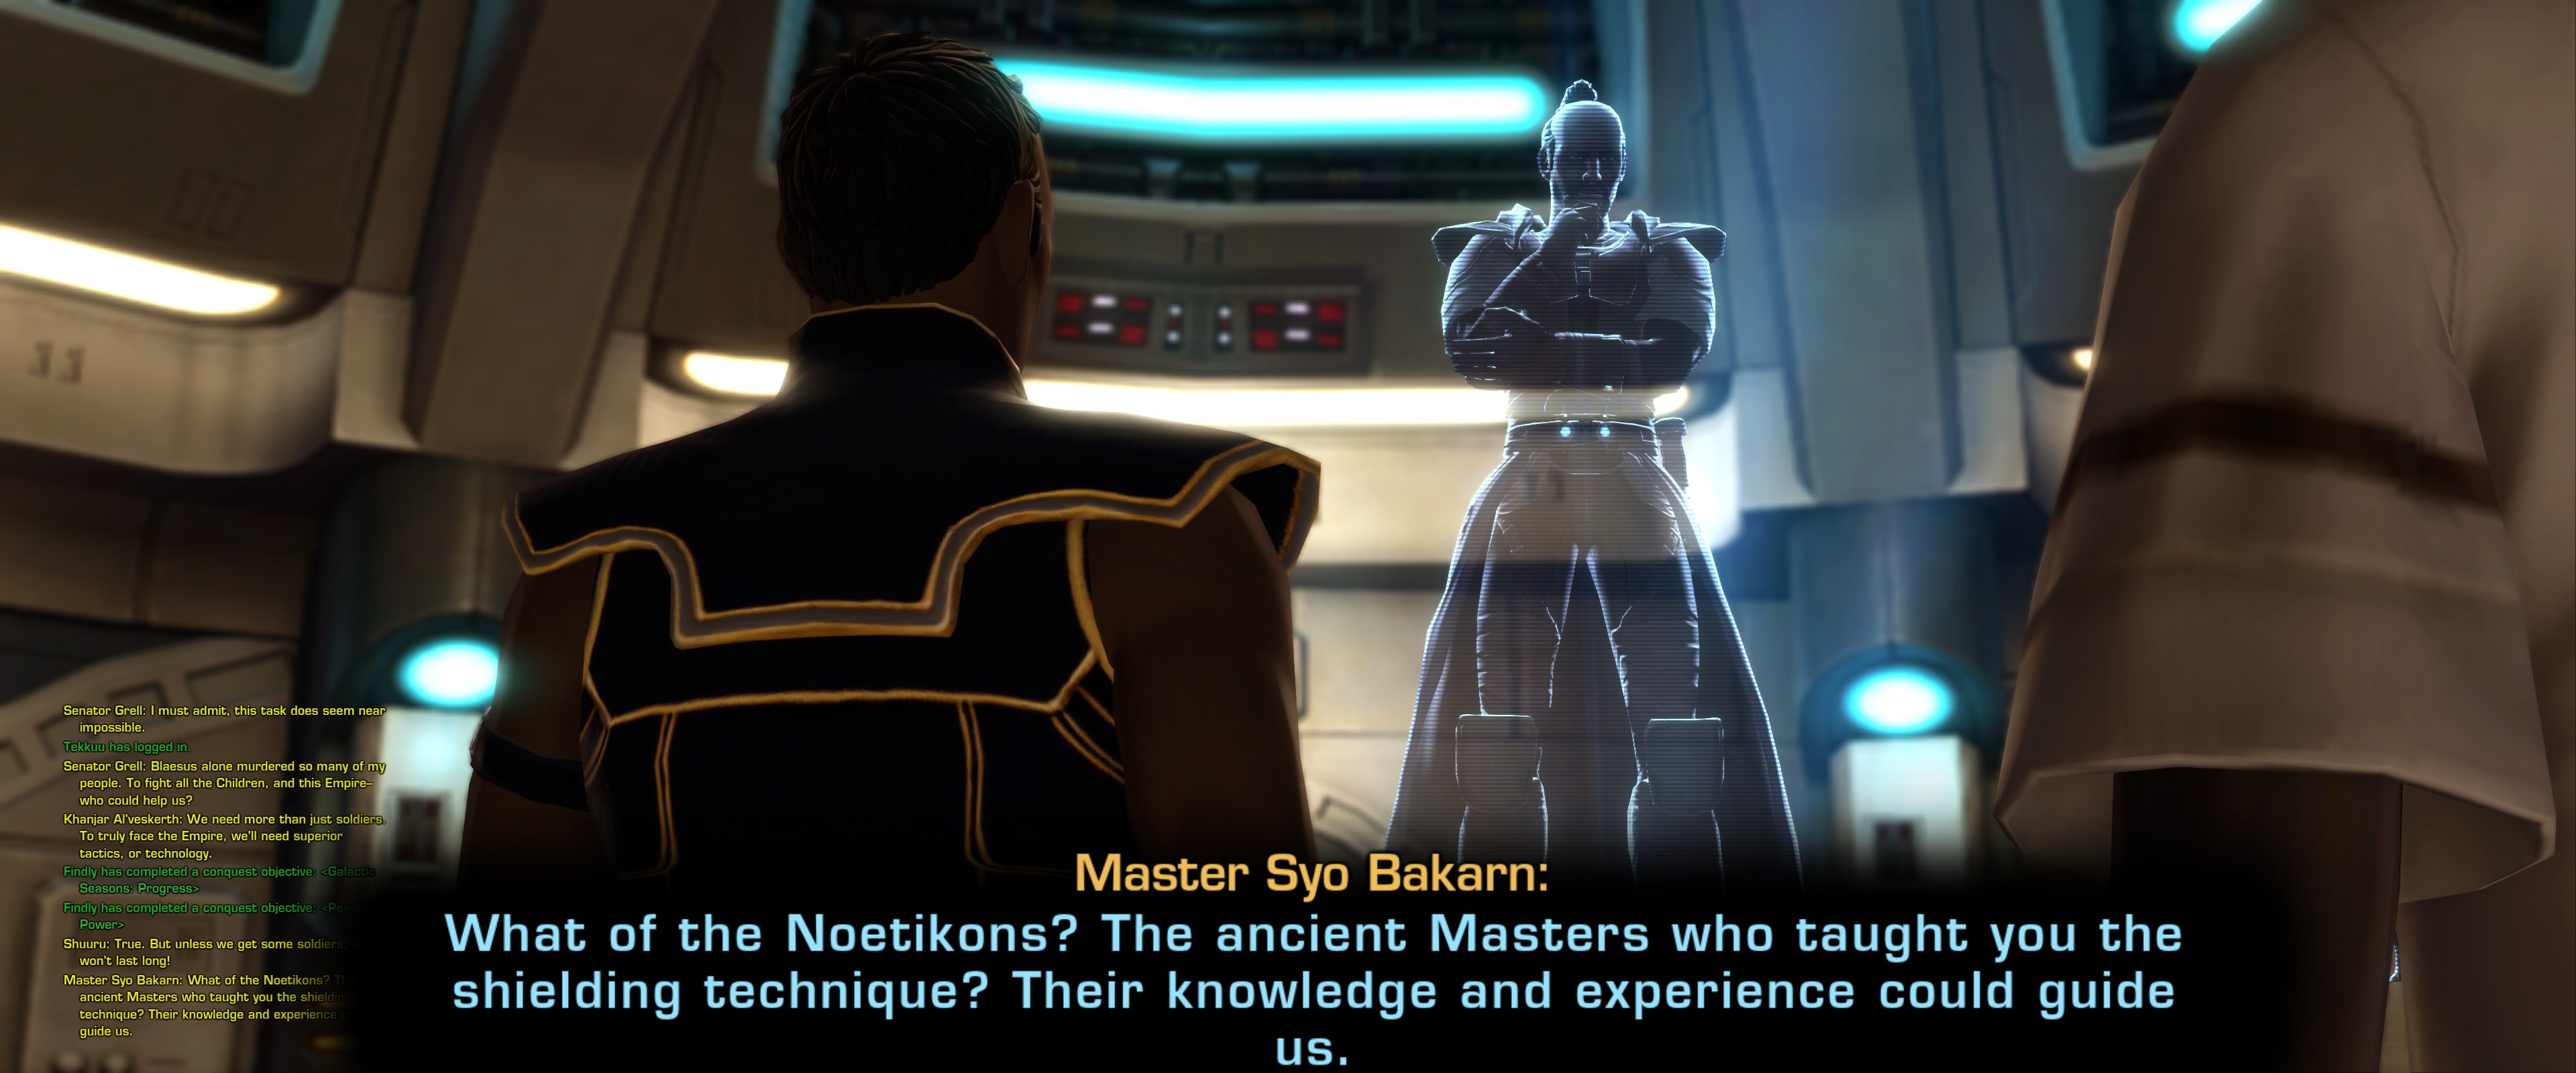 Senator Grell: I must admit, this task does seem near
impossible.
Tekkuu has logged in.
Senator Grell: Blaesus alone murdered so many of my
people. To fight all the Children, and this Empire—
who could help us?
Khanjar Al'veskerth: We need more than just soldiers.
To truly face the Empire, we'll need superior
tactics, or technology.
Findly has completed a conquest objective: <Galactic
Seasons: Progress>
Findly has completed a conquest objective:
Power>
Shuuru: True. But unless we get some soldiers,
won't last long!
Master Syo Bakarn: What of the Noetikons? The
ancient Masters who taught you the shielding
technique? Their knowledge and experience
guide us.
Master Syo Bakarn:
What of the Noetikons? The ancient Masters who taught you the
shielding technique? Their knowledge and experience could guide
us.